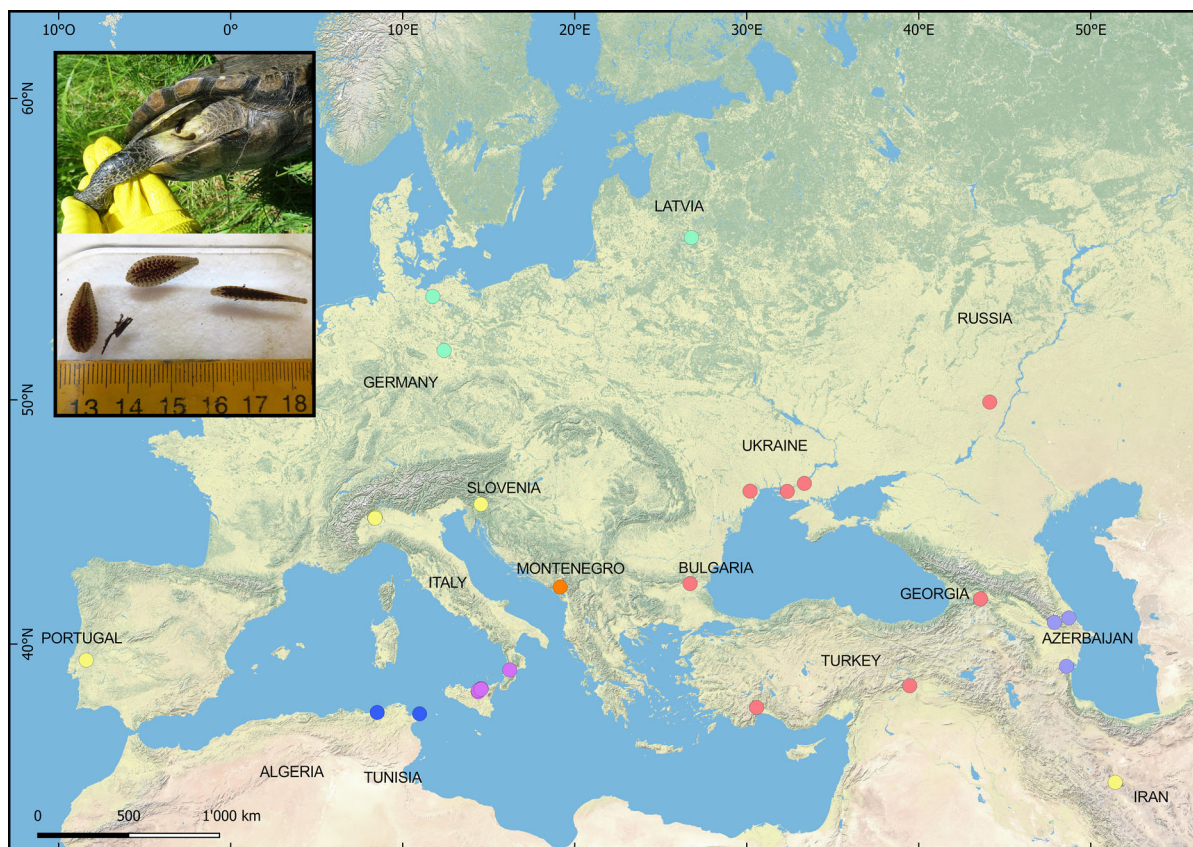 10°O 0° 10°E 20°E 30°E 40°E 50°E
60°N
50°N
40°N
13 14 15 16 17 18
LATVIA
RUSSIA
GERMANY
UKRAINE
SLOVENIA
ITALY
MONTENEGRO
BULGARIA
GEORGIA
PORTUGAL
AZERBAIJAN
TURKEY
ALGERIA
TUNISIA
IRAN
0 500 1'000 km